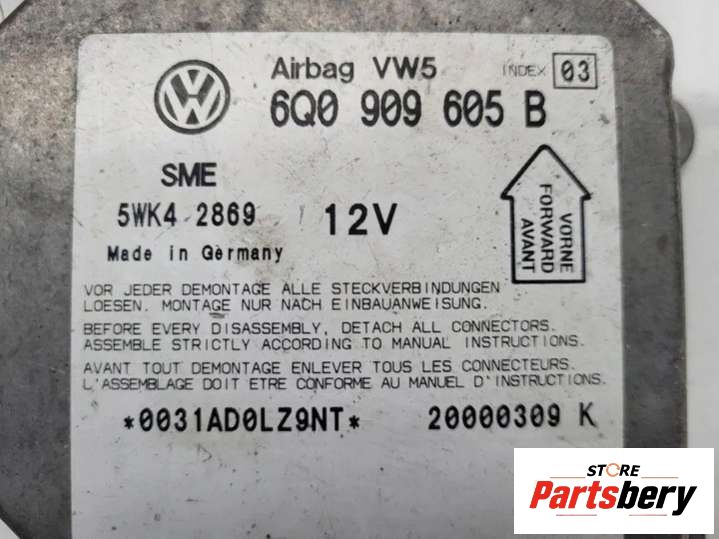 Airbag VW5 INDEX 03
6Q0 909 605 B
SME
5WK4 2869 12V
Made in Germany
VORNE
FORWARD
AVANT
VOR JEDER DEMONTAGE ALLE STECKVERBINDUNGEN
LOESEN. MONTAGE NUR NACH EINBAUANWEISUNG.
BEFORE EVERY DISASSEMBLY, DETACH ALL CONNECTORS.
ASSEMBLE STRICTLY ACCORDING TO MANUAL INSTRUCTIONS.
AVANT TOUT DEMONTAGE ENLEVER TOUS LES CONNECTEURS.
L'ASSEMBLAGE DOIT ETRE CONFORME AU MANUEL D'INSTRUCTIONS.
*0031AD0LZ9NT* 20000309 K
STORE
Partsbery